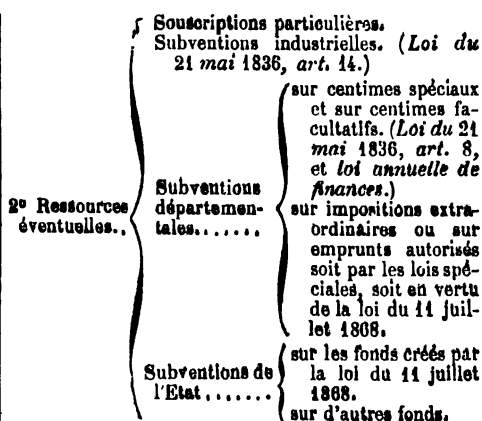 Souscriptions particulières.
Subventions industrielles. (Loi du
21 mai 1836, art. 14.)
2º Ressources
éventuelles..
Subventions
départemen-
tales.......
sur centimes spéciaux
et sur centimes fa-
cultatifs. (Loi du 21
mai 1836, art. 8,
et loi annuelle de
finances.)
sur impositions extra-
ordinaires ou sur
emprunts autorisés
soit par les lois spé-
ciales, soit en vertu
de la loi du 11 juil-
let 1868.
Subventions de
l'Etat.......
sur les fonds créés par
la loi du 11 juillet
1868.
sur d'autres fonds.